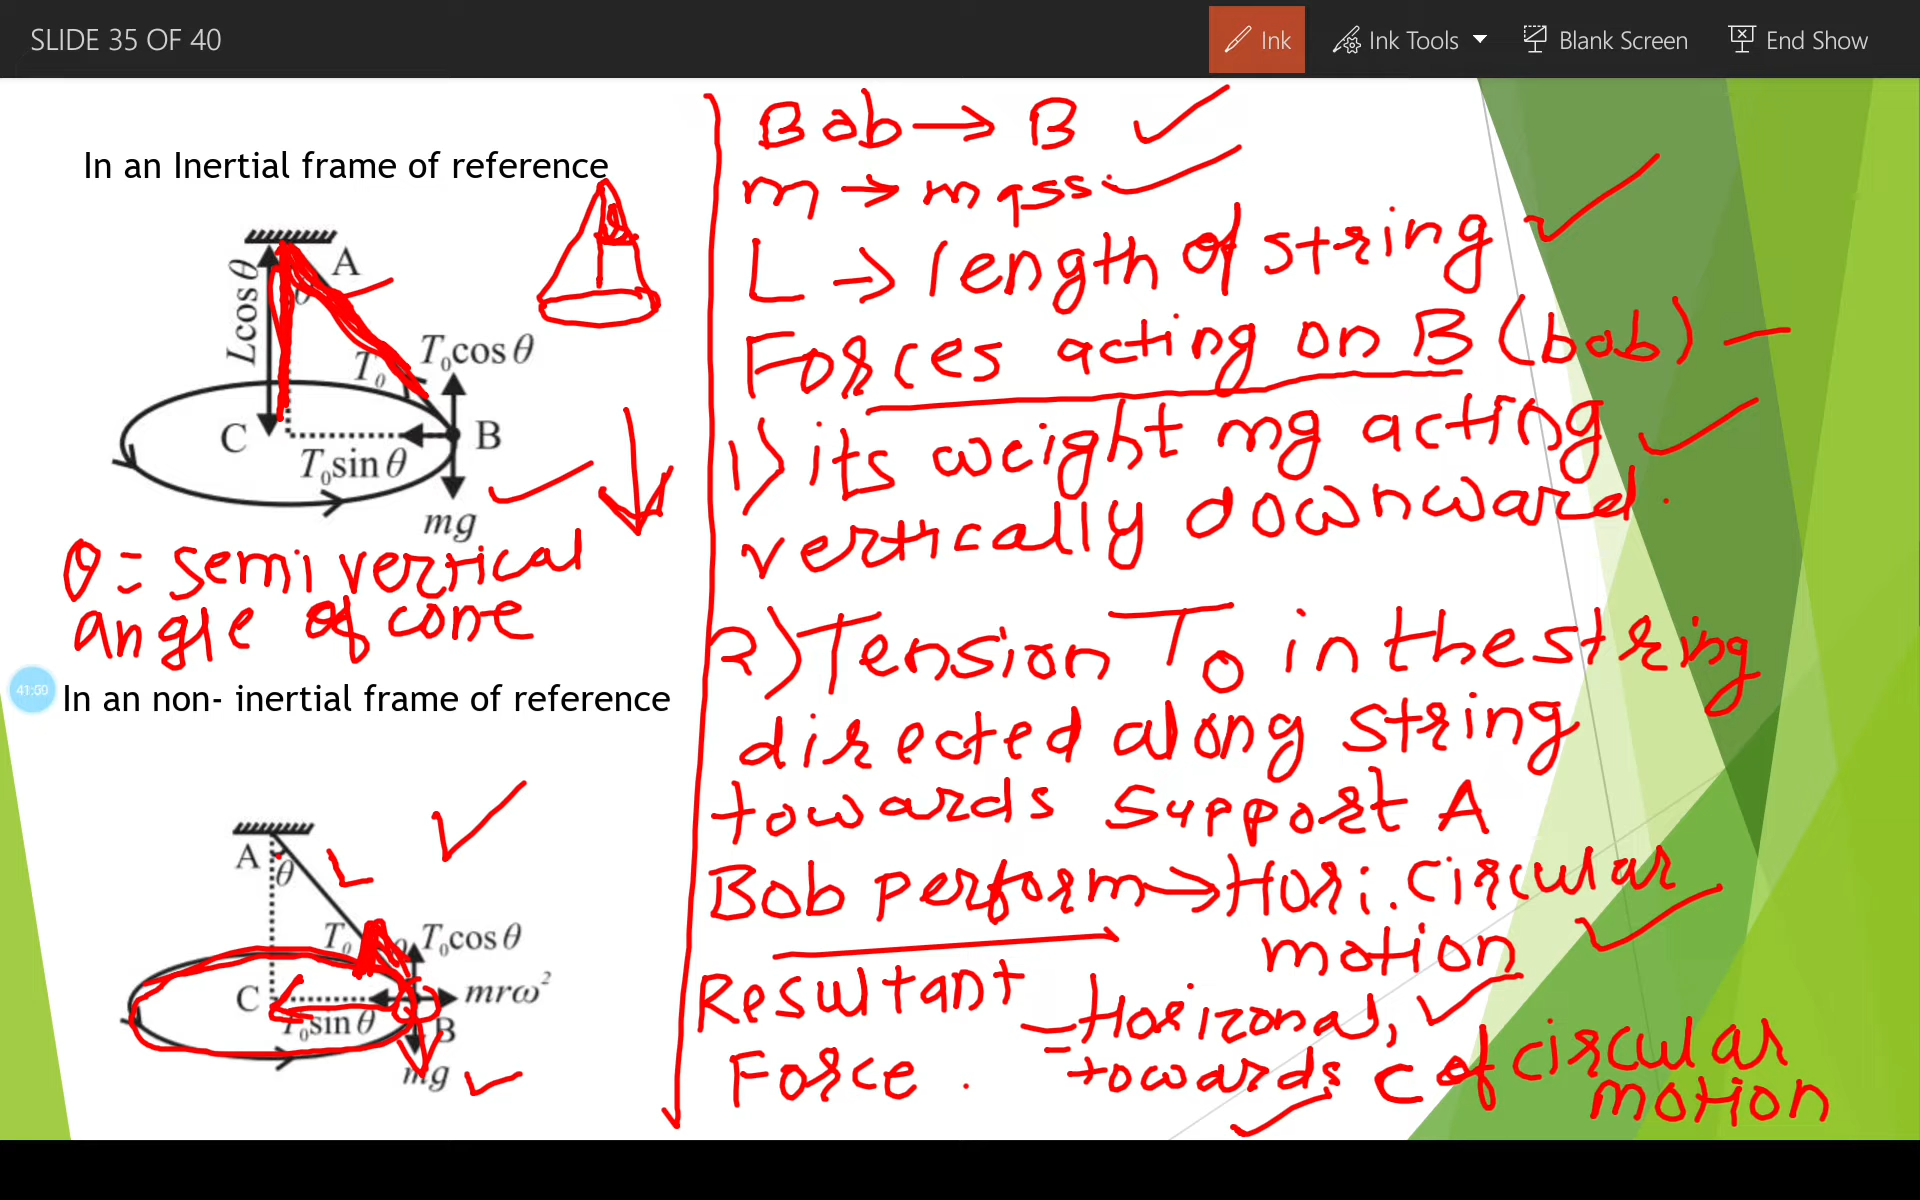 SLIDE 35 OF 40
Ink
Ink Tools
Blank Screen
End Show
In an Inertial frame of reference
A
Lcos θ
θ
T₀
T₀cos θ
C
B
T₀sin θ
mg
θ = semi vertical
angle of cone
41:09
In an non- inertial frame of reference
A
θ
L
T₀
θ
T₀cos θ
C
mrω²
T₀sin θ
B
mg
Bob → B
m → mass
L → length of string
Forces acting on B (bob) –
1) its weight mg acting
vertically downward.
2) Tension T₀ in the string
directed along string
towards support A
Bob perform → Hori. circular
motion
Resultant
Force.
= Horizonal,
towards C of circular
motion